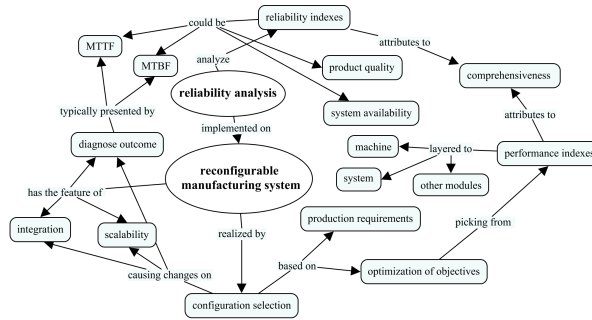 reliability indexes
could be
MTTF
attributes to
MTBF
analyze
product quality
comprehensiveness
reliability analysis
system availability
typically presented by
attributes to
implemented on
machine
diagnose outcome
layered to
performance indexes
reconfigurable
manufacturing system
system
other modules
has the feature of
production requirements
picking from
integration
scalability
realized by
based on
optimization of objectives
causing changes on
configuration selection